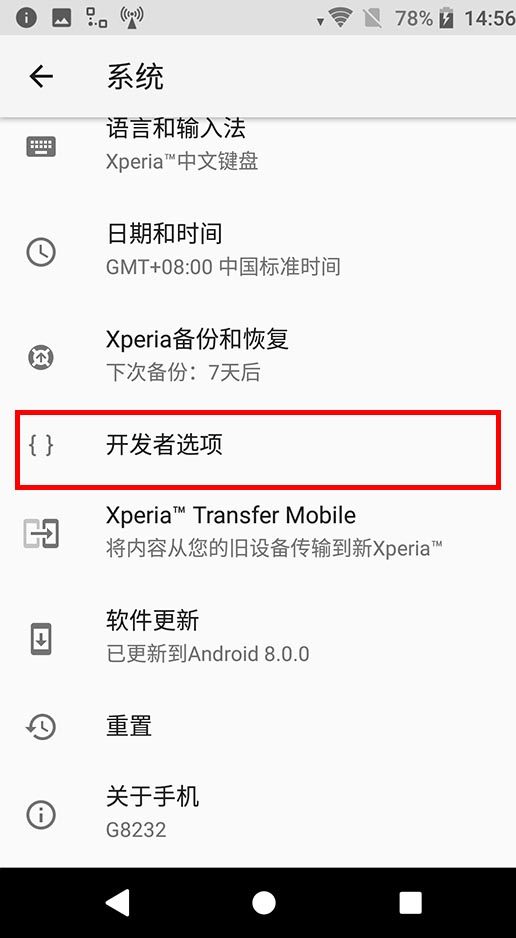 78% 14:56
系统
语言和输入法
Xperia™中文键盘
日期和时间
GMT+08:00 中国标准时间
Xperia备份和恢复
下次备份：7天后
{ } 开发者选项
Xperia™ Transfer Mobile
将内容从您的旧设备传输到新Xperia™
软件更新
已更新到Android 8.0.0
重置
关于手机
G8232